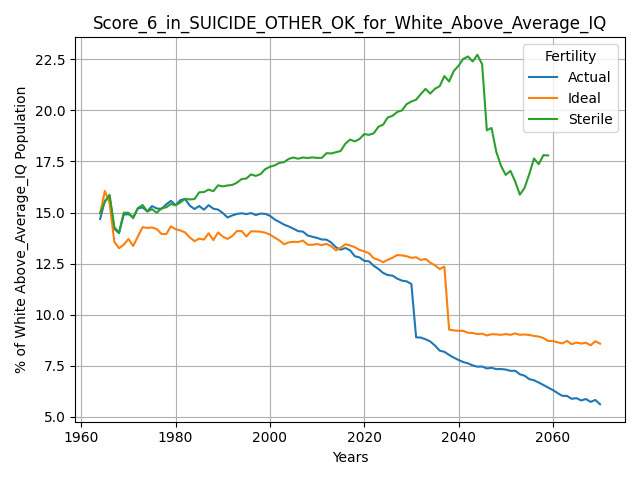 Score_6_in_SUICIDE_OTHER_OK_for_White_Above_Average_IQ
% of White Above_Average_IQ Population
22.5
20.0
17.5
15.0
12.5
10.0
7.5
5.0
Fertility
Actual
Ideal
Sterile
1960
1980
2000
2020
2040
2060
Years